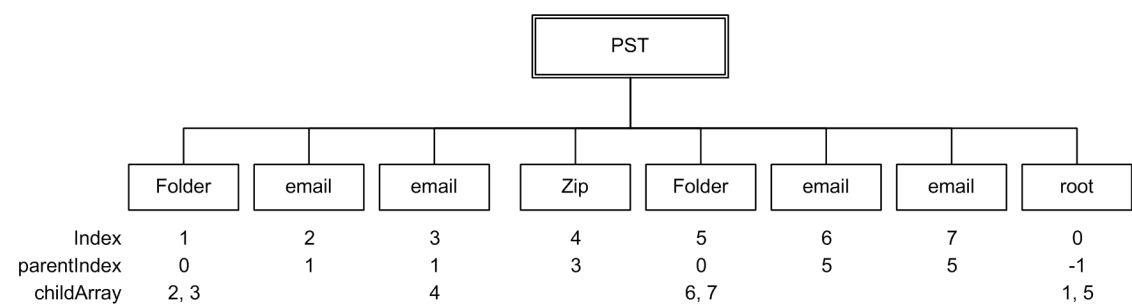 PST
Folder email email Zip Folder email email root
Index 1 2 3 4 5 6 7 0
parentIndex 0 1 1 3 0 5 5 -1
childArray 2, 3 4 6, 7 1, 5